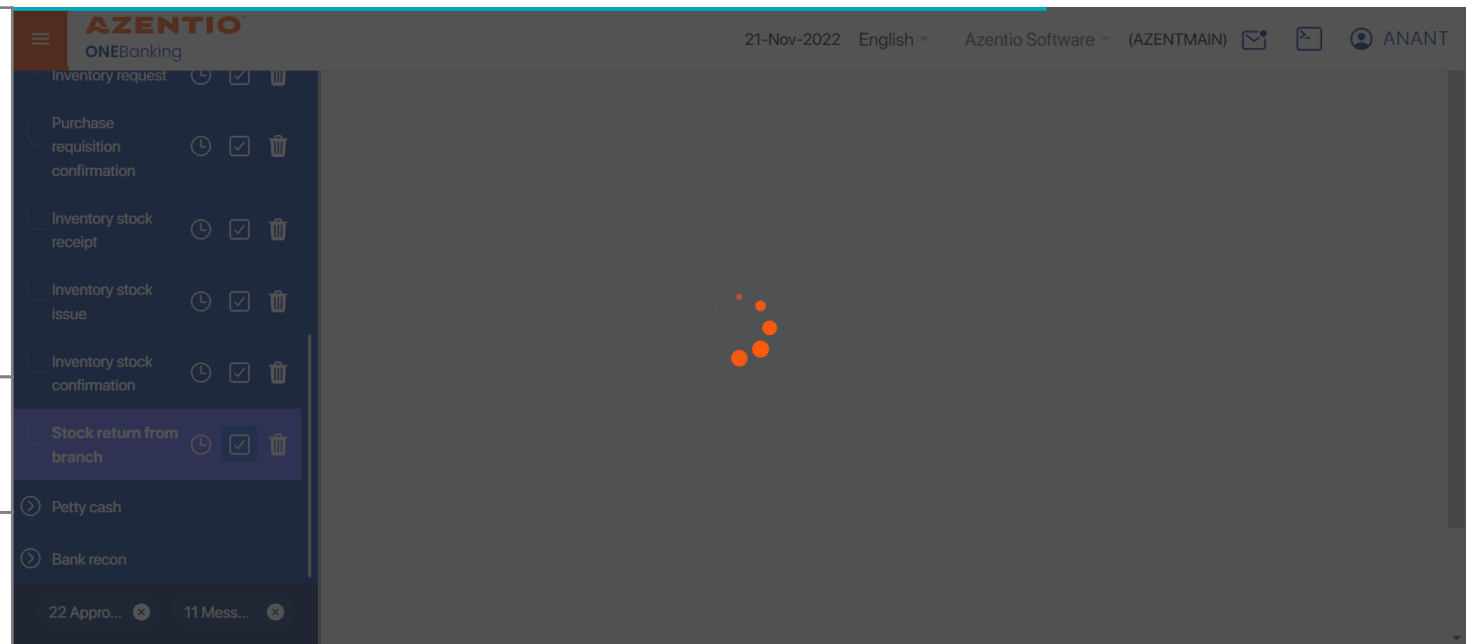 AZENTIO
ONEBanking
21-Nov-2022 English Azentio Software (AZENTMAIN) ANANT
Inventory request
Purchase
requisition
confirmation
Inventory stock
receipt
Inventory stock
issue
Inventory stock
confirmation
Stock return from
branch
Petty cash
Bank recon
22 Appro... 11 Mess...